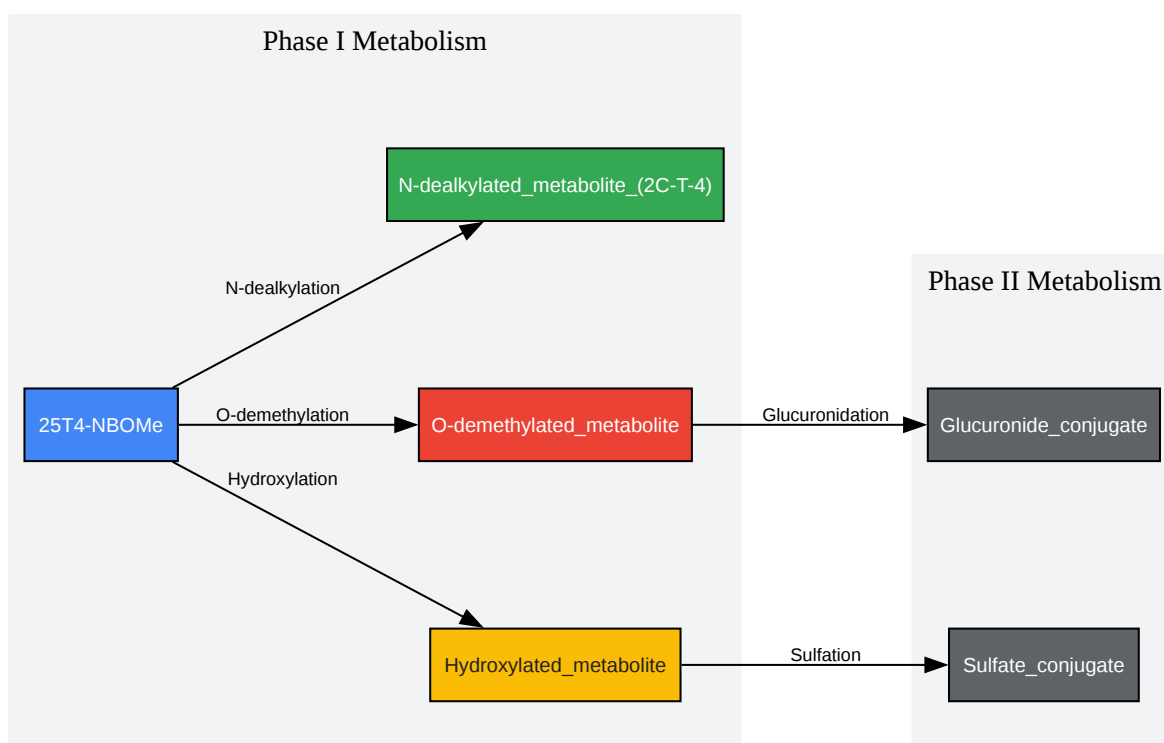 Phase I Metabolism
N-dealkylated_metabolite_(2C-T-4)
N-dealkylation
Phase II Metabolism
25T4-NBOMe
O-demethylation
O-demethylated_metabolite
Glucuronidation
Glucuronide_conjugate
Hydroxylation
Hydroxylated_metabolite
Sulfation
Sulfate_conjugate